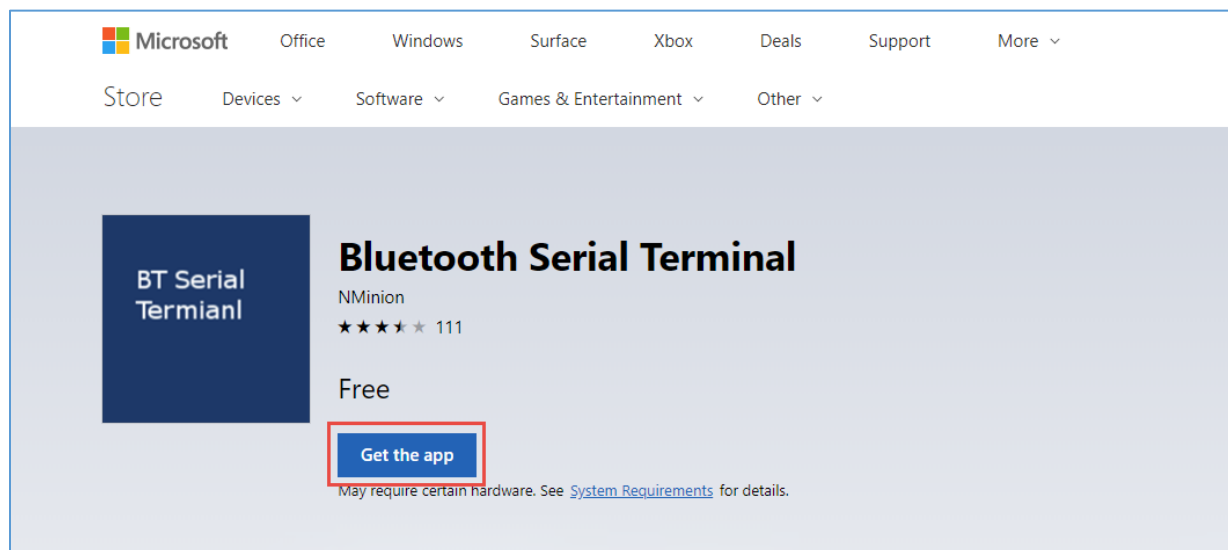 Microsoft Office Windows Surface Xbox Deals Support More
Store Devices Software Games & Entertainment Other
BT Serial
Termianl
Bluetooth Serial Terminal
NMinion
111
Free
Get the app
May require certain hardware. See System Requirements for details.